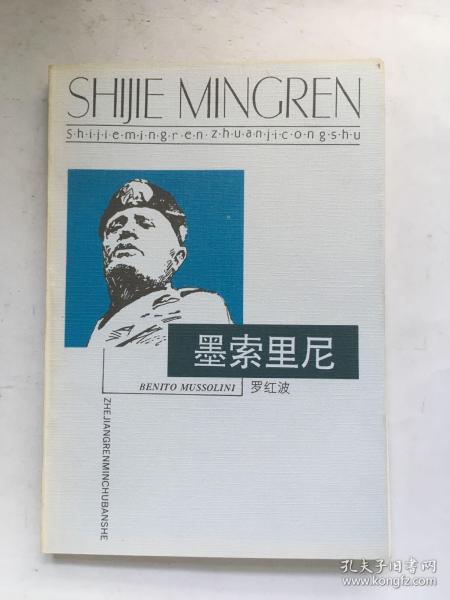 SHIJIE MINGREN
S·h·i·j·i·e·m·i·n·g·r·e·n·z·h·u·a·n·j·i·c·o·n·g·s·h·u
墨索里尼
BENITO MUSSOLINI
罗红波
ZHEJIANGRENMINCHUBANSHE
孔夫子旧书网
www.kongfz.com